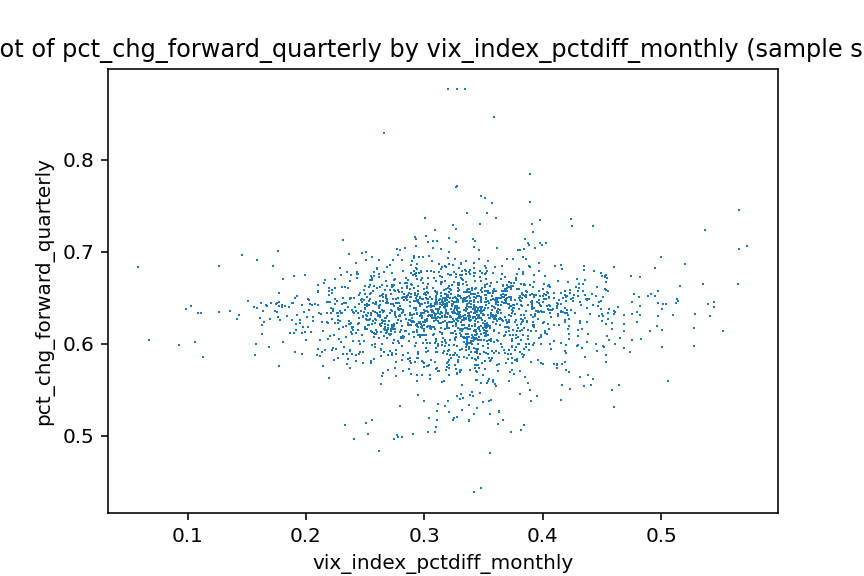 ot of pct_chg_forward_quarterly by vix_index_pctdiff_monthly (sample s
pct_chg_forward_quarterly
0.8
0.7
0.6
0.5
0.1 0.2 0.3 0.4 0.5
vix_index_pctdiff_monthly